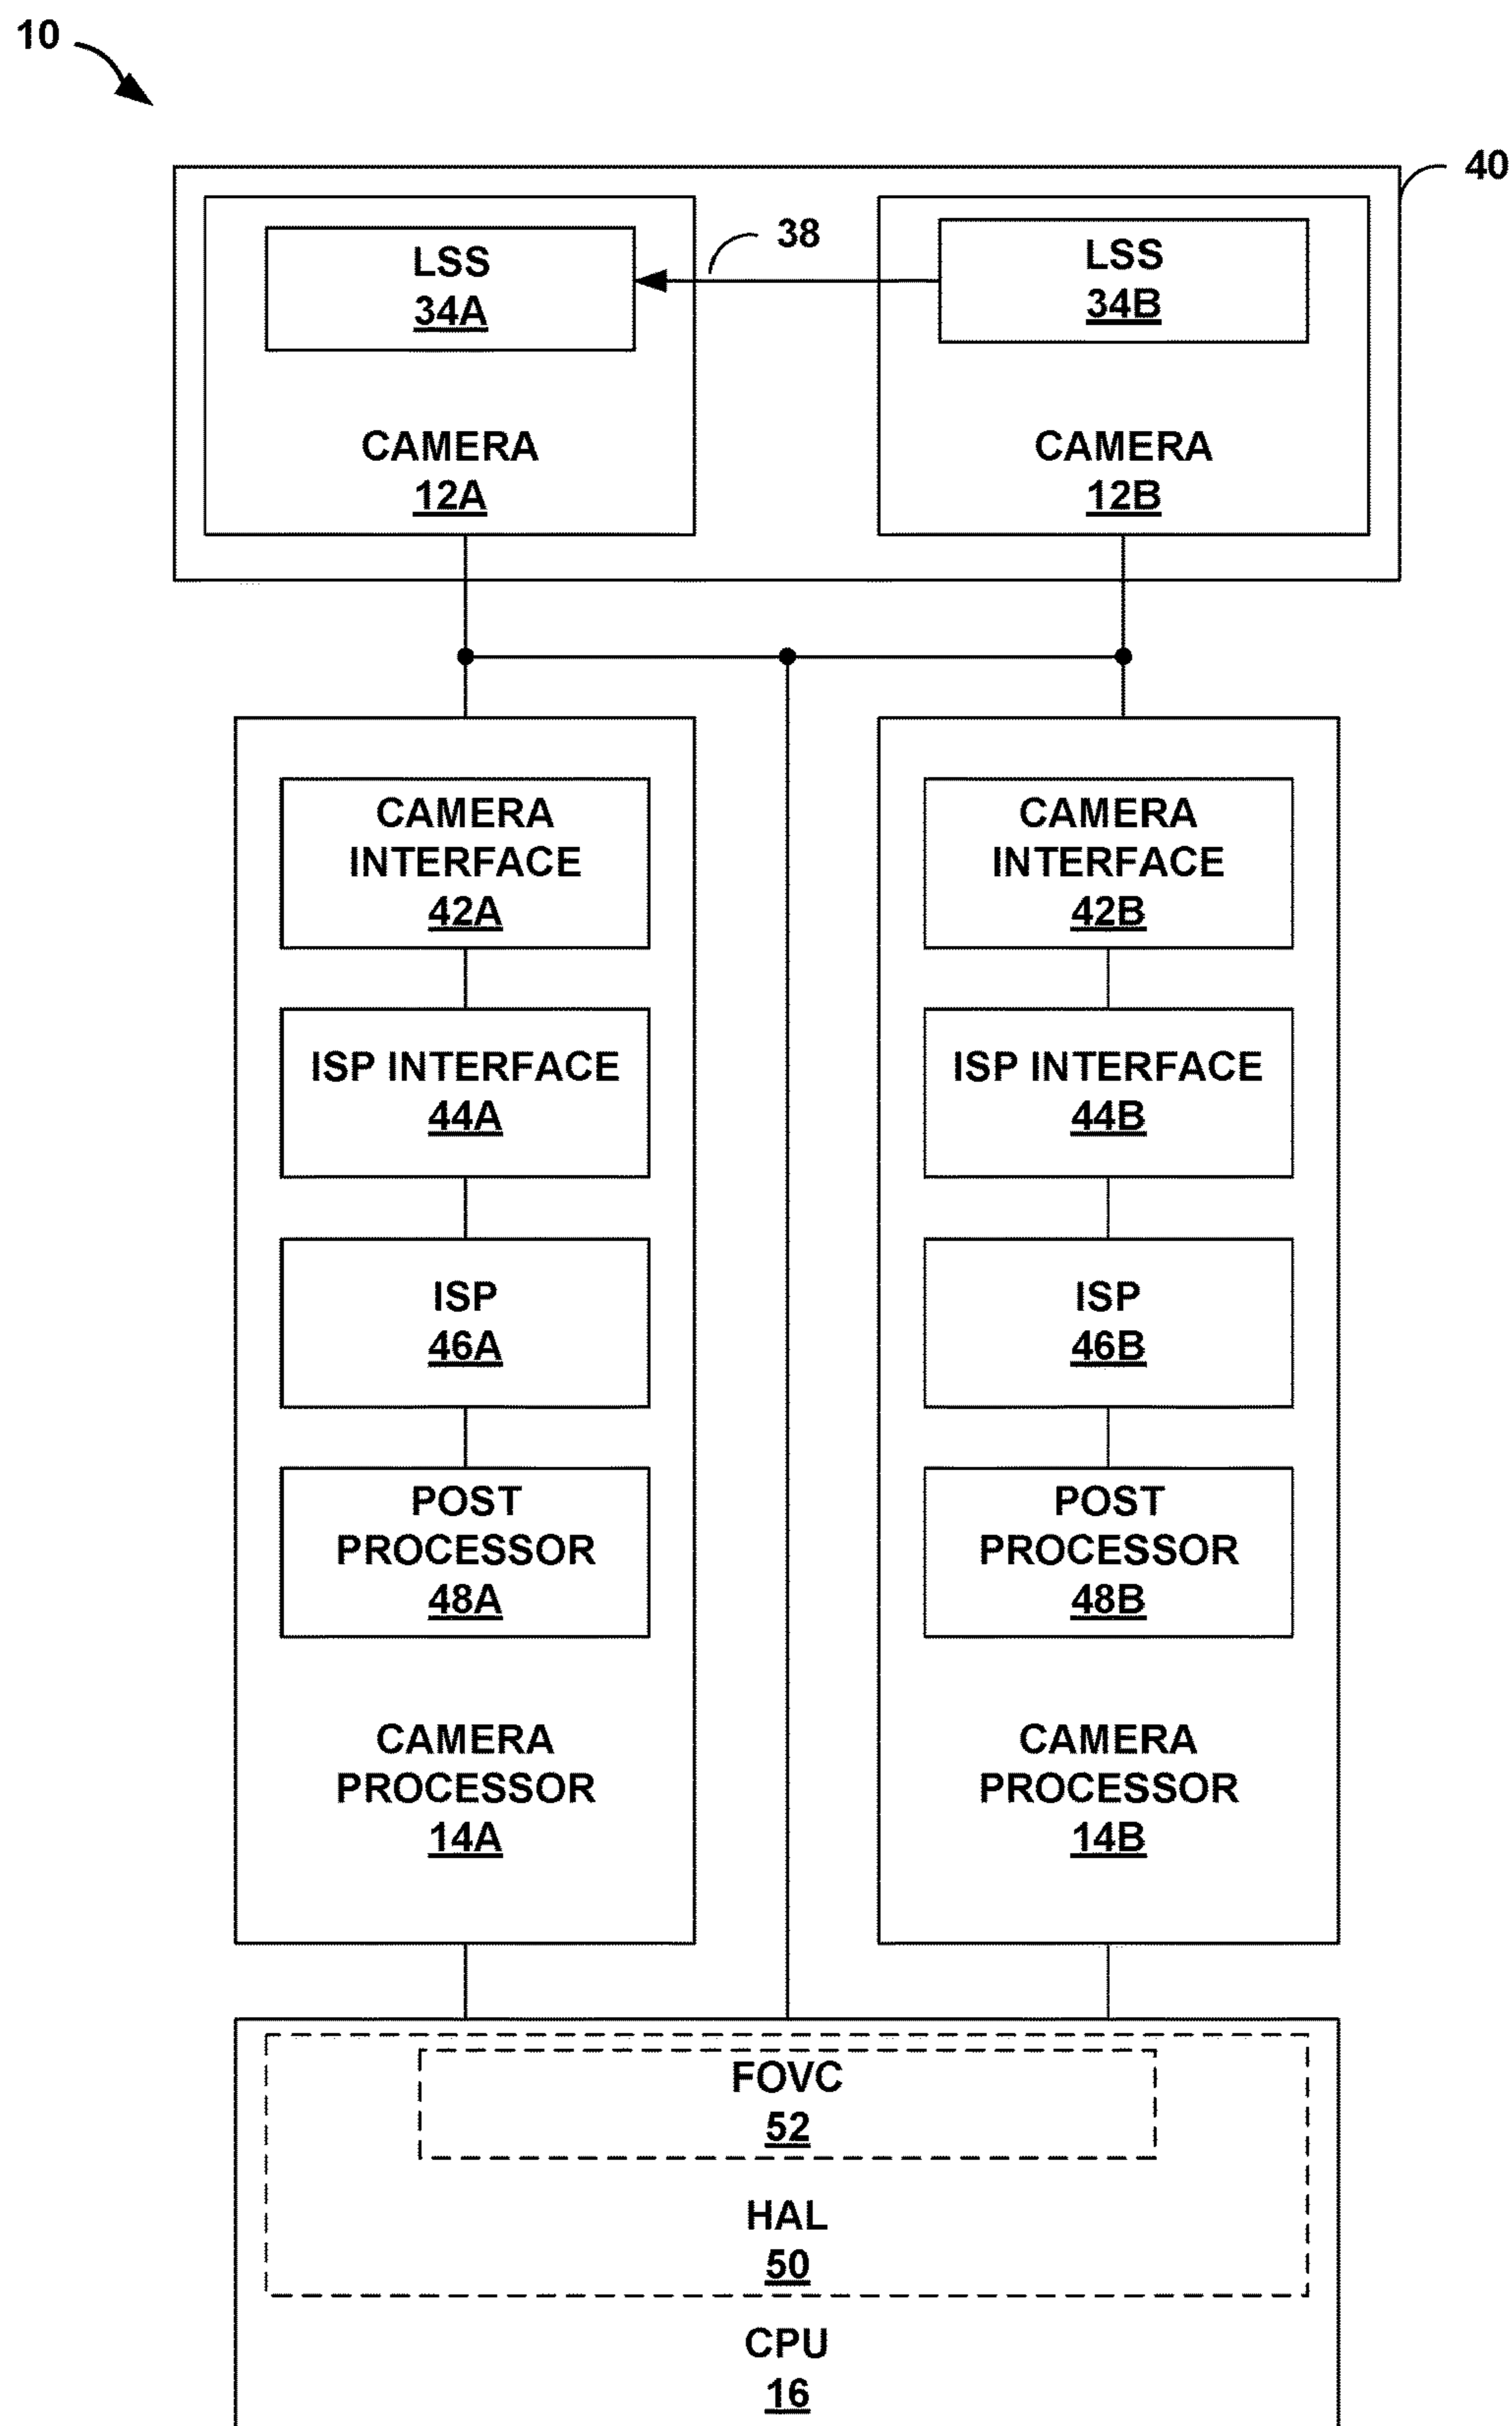 10
40
LSS
34A
38
LSS
34B
CAMERA
12A
CAMERA
12B
CAMERA
INTERFACE
42A
CAMERA
INTERFACE
42B
ISP INTERFACE
44A
ISP INTERFACE
44B
ISP
46A
ISP
46B
POST
PROCESSOR
48A
POST
PROCESSOR
48B
CAMERA
PROCESSOR
14A
CAMERA
PROCESSOR
14B
FOVC
52
HAL
50
CPU
16